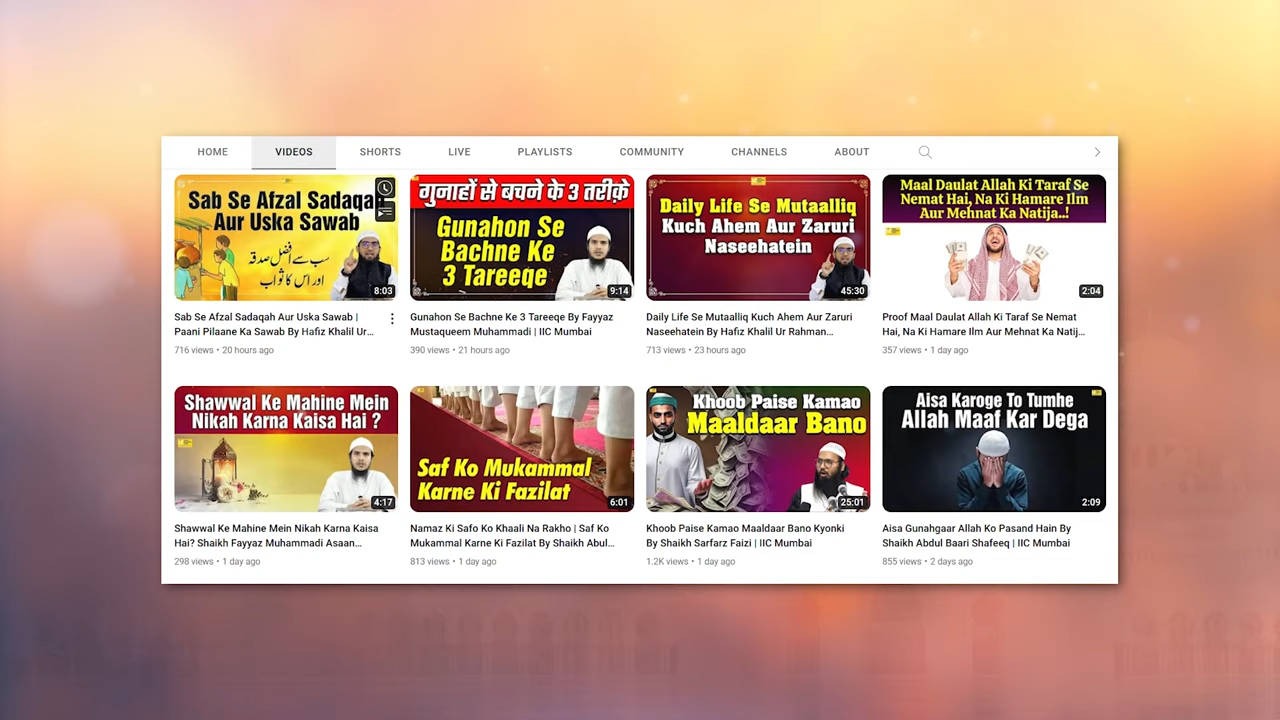 HOME VIDEOS SHORTS LIVE PLAYLISTS COMMUNITY CHANNELS ABOUT
Sab Se Afzal Sadaqah
Aur Uska Sawab
سب سے افضل صدقہ
اور اس کا ثواب
8:03
Sab Se Afzal Sadaqah Aur Uska Sawab |
Paani Pilaane Ka Sawab By Hafiz Khalil Ur...
716 views • 20 hours ago
गुनाहों से बचने के 3 तरीक़े
Gunahon Se
Bachne Ke
3 Tareeqe
9:14
Gunahon Se Bachne Ke 3 Tareeqe By Fayyaz
Mustaqueem Muhammadi | IIC Mumbai
390 views • 21 hours ago
Daily Life Se Mutaalliq
Kuch Ahem Aur Zaruri
Naseehatein
45:30
Daily Life Se Mutaalliq Kuch Ahem Aur Zaruri
Naseehatein By Hafiz Khalil Ur Rahman...
713 views • 23 hours ago
Maal Daulat Allah Ki Taraf Se
Nemat Hai, Na Ki Hamare Ilm
Aur Mehnat Ka Natija..!
2:04
Proof Maal Daulat Allah Ki Taraf Se Nemat
Hai, Na Ki Hamare Ilm Aur Mehnat Ka Natij...
357 views • 1 day ago
Shawwal Ke Mahine Mein
Nikah Karna Kaisa Hai ?
4:17
Shawwal Ke Mahine Mein Nikah Karna Kaisa
Hai? Shaikh Fayyaz Muhammadi Asaan...
298 views • 1 day ago
Saf Ko Mukammal
Karne Ki Fazilat
6:01
Namaz Ki Safo Ko Khaali Na Rakho | Saf Ko
Mukammal Karne Ki Fazilat By Shaikh Abul...
813 views • 1 day ago
Khoob Paise Kamao
Maaldaar Bano
25:01
Khoob Paise Kamao Maaldaar Bano Kyonki
By Shaikh Sarfarz Faizi | IIC Mumbai
1.2K views • 1 day ago
Aisa Karoge To Tumhe
Allah Maaf Kar Dega
2:09
Aisa Gunahgaar Allah Ko Pasand Hain By
Shaikh Abdul Baari Shafeeq | IIC Mumbai
855 views • 2 days ago